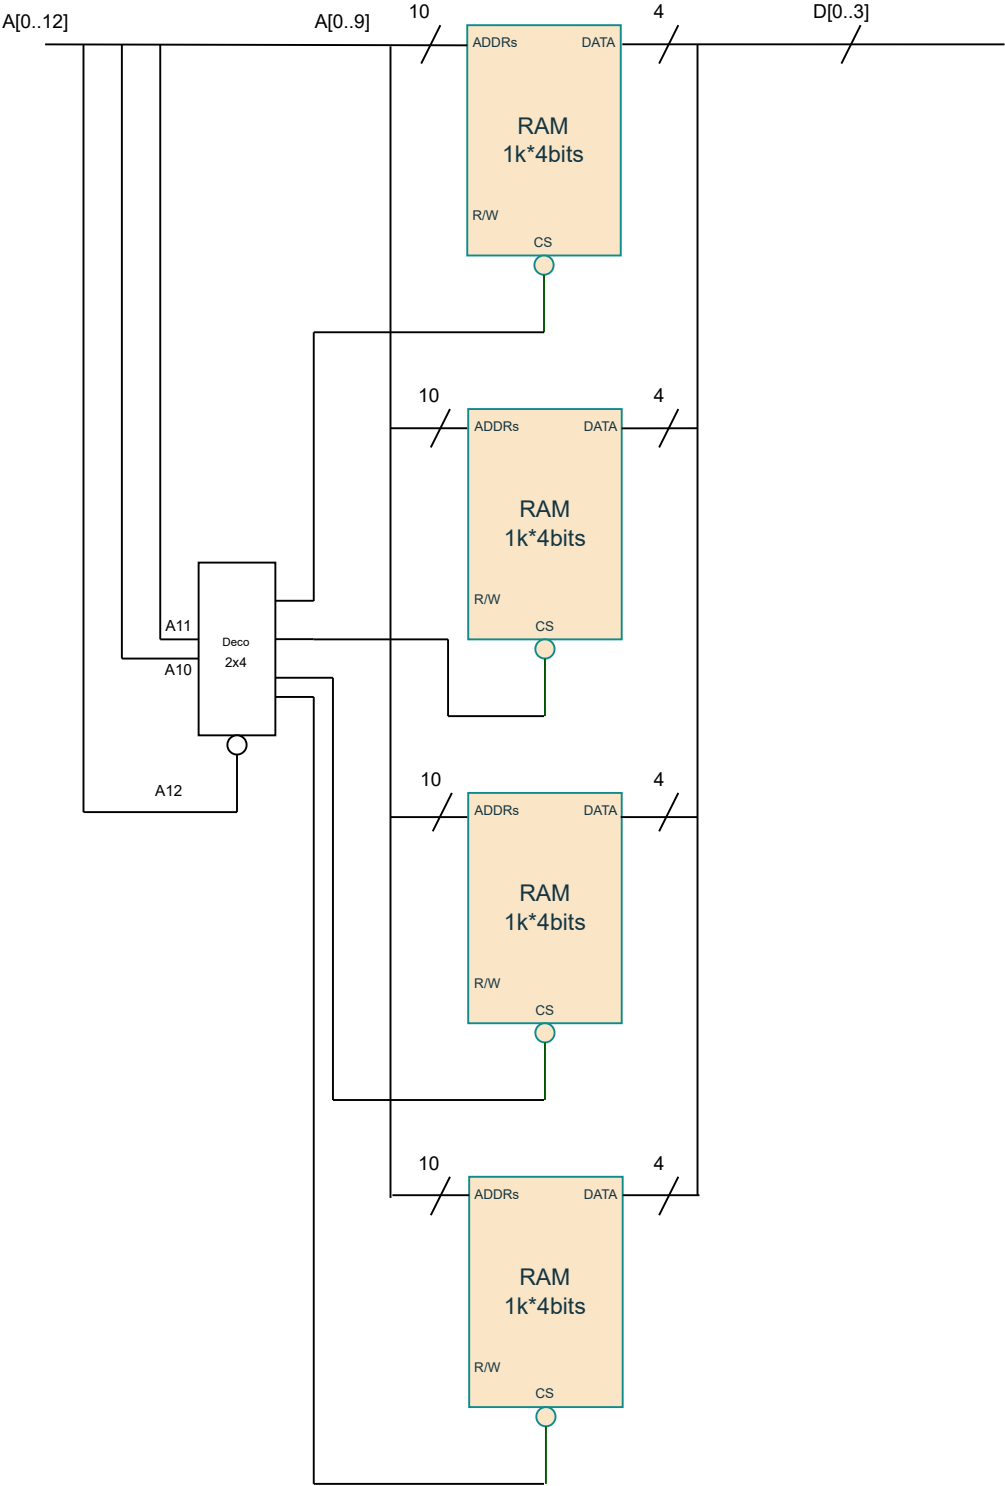 A[0..12]
A[0..9]
10
4
D[0..3]
ADDRs
DATA
RAM
1k*4bits
R/W
CS
10
4
ADDRs
DATA
RAM
1k*4bits
R/W
CS
A11
A10
Deco
2x4
A12
10
4
ADDRs
DATA
RAM
1k*4bits
R/W
CS
10
4
ADDRs
DATA
RAM
1k*4bits
R/W
CS